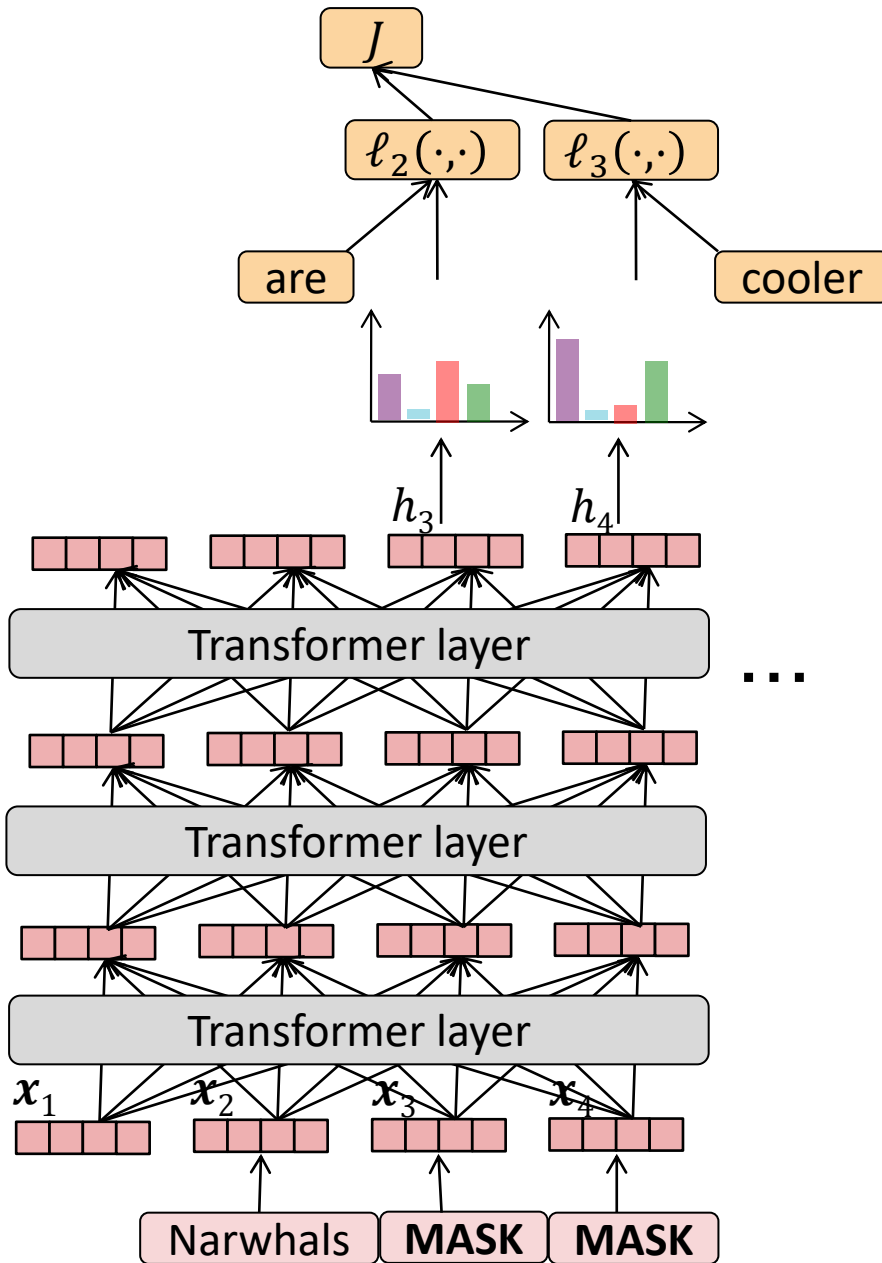 J
ℓ₂(·,·) ℓ₃(·,·)
are cooler
h₃ h₄
Transformer layer
...
Transformer layer
Transformer layer
x₁ x₂ x₃ x₄
Narwhals MASK MASK